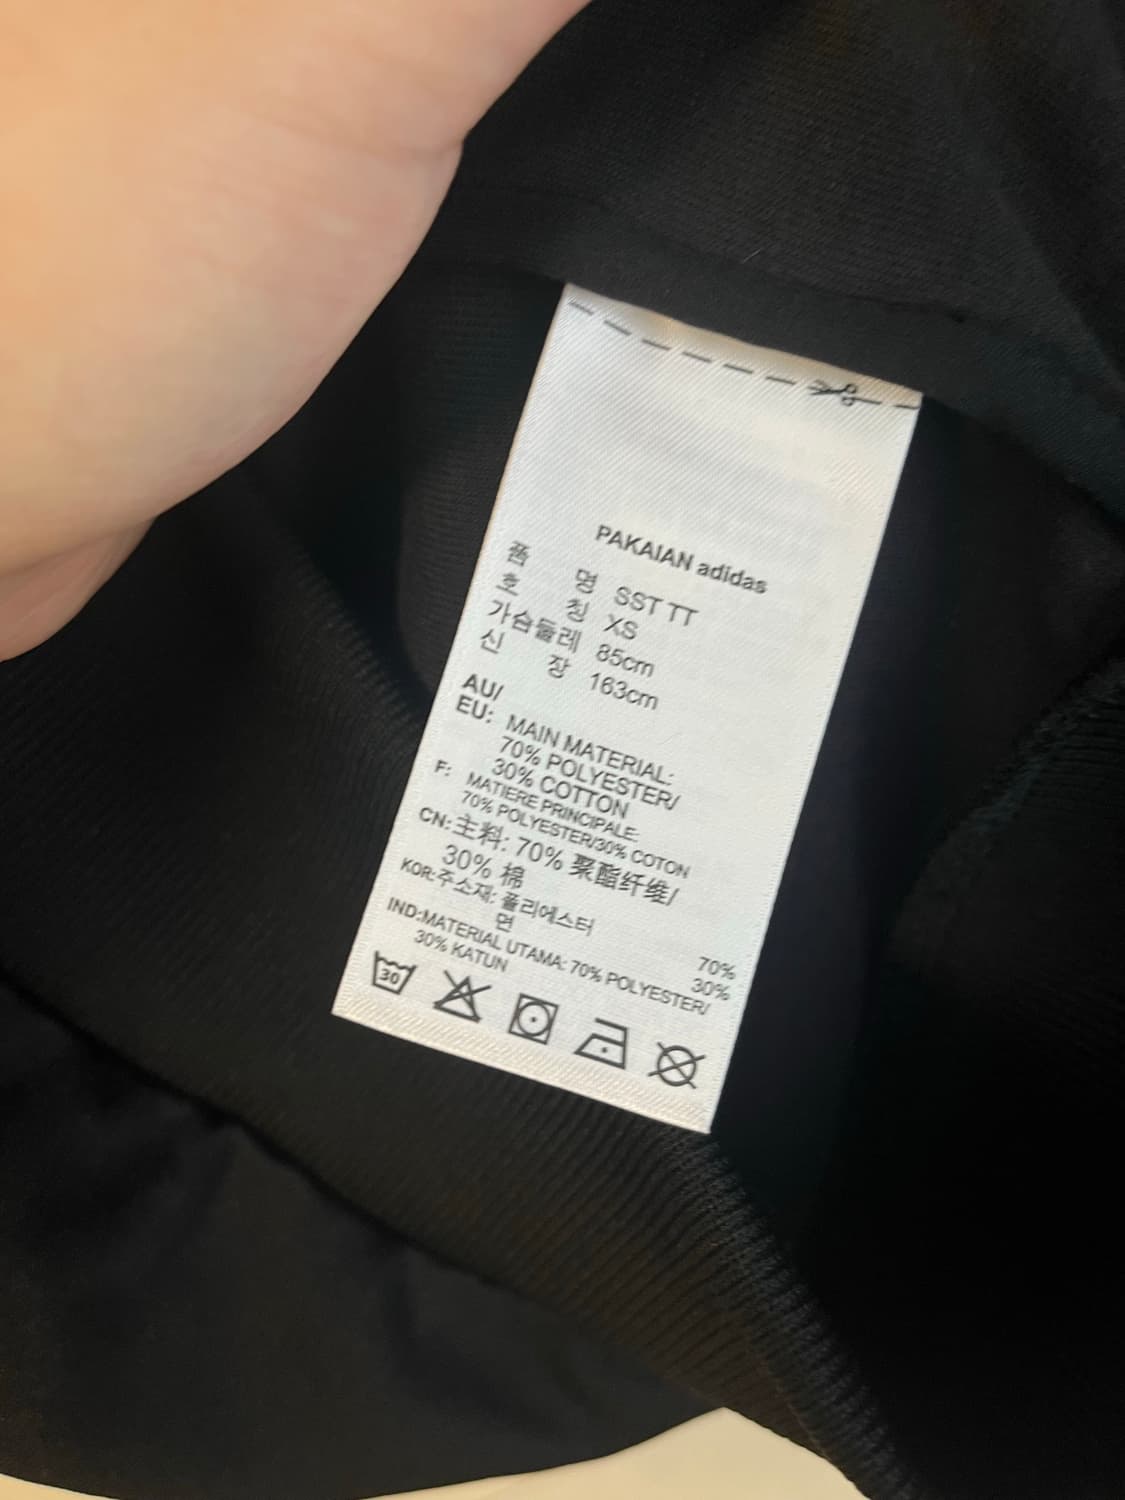 PAKAIAN adidas
품 명 SST TT
호 칭 XS
가슴둘레 85cm
신 장 163cm
AU/
EU: MAIN MATERIAL:
70% POLYESTER/
30% COTTON
F: MATIERE PRINCIPALE:
70% POLYESTER/30% COTON
CN: 主料: 70% 聚酯纤维/
30% 棉
KOR: 주소재: 폴리에스터 70%
면 30%
IND:MATERIAL UTAMA: 70% POLYESTER/
30% KATUN
30